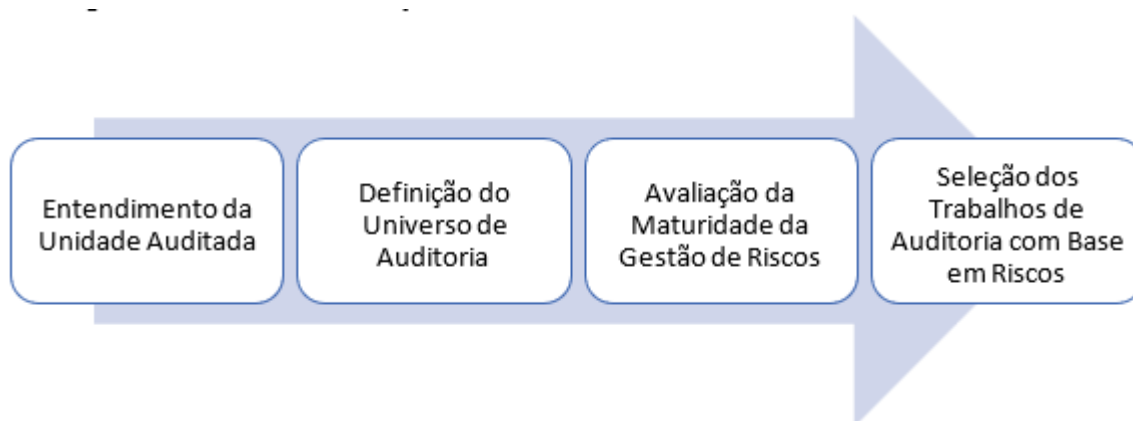 Entendimento da
Unidade Auditada
Definição do
Universo de
Auditoria
Avaliação da
Maturidade da
Gestão de Riscos
Seleção dos
Trabalhos de
Auditoria com Base
em Riscos